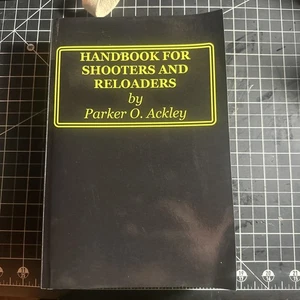 HANDBOOK FOR
SHOOTERS AND
RELOADERS
by
Parker O. Ackley